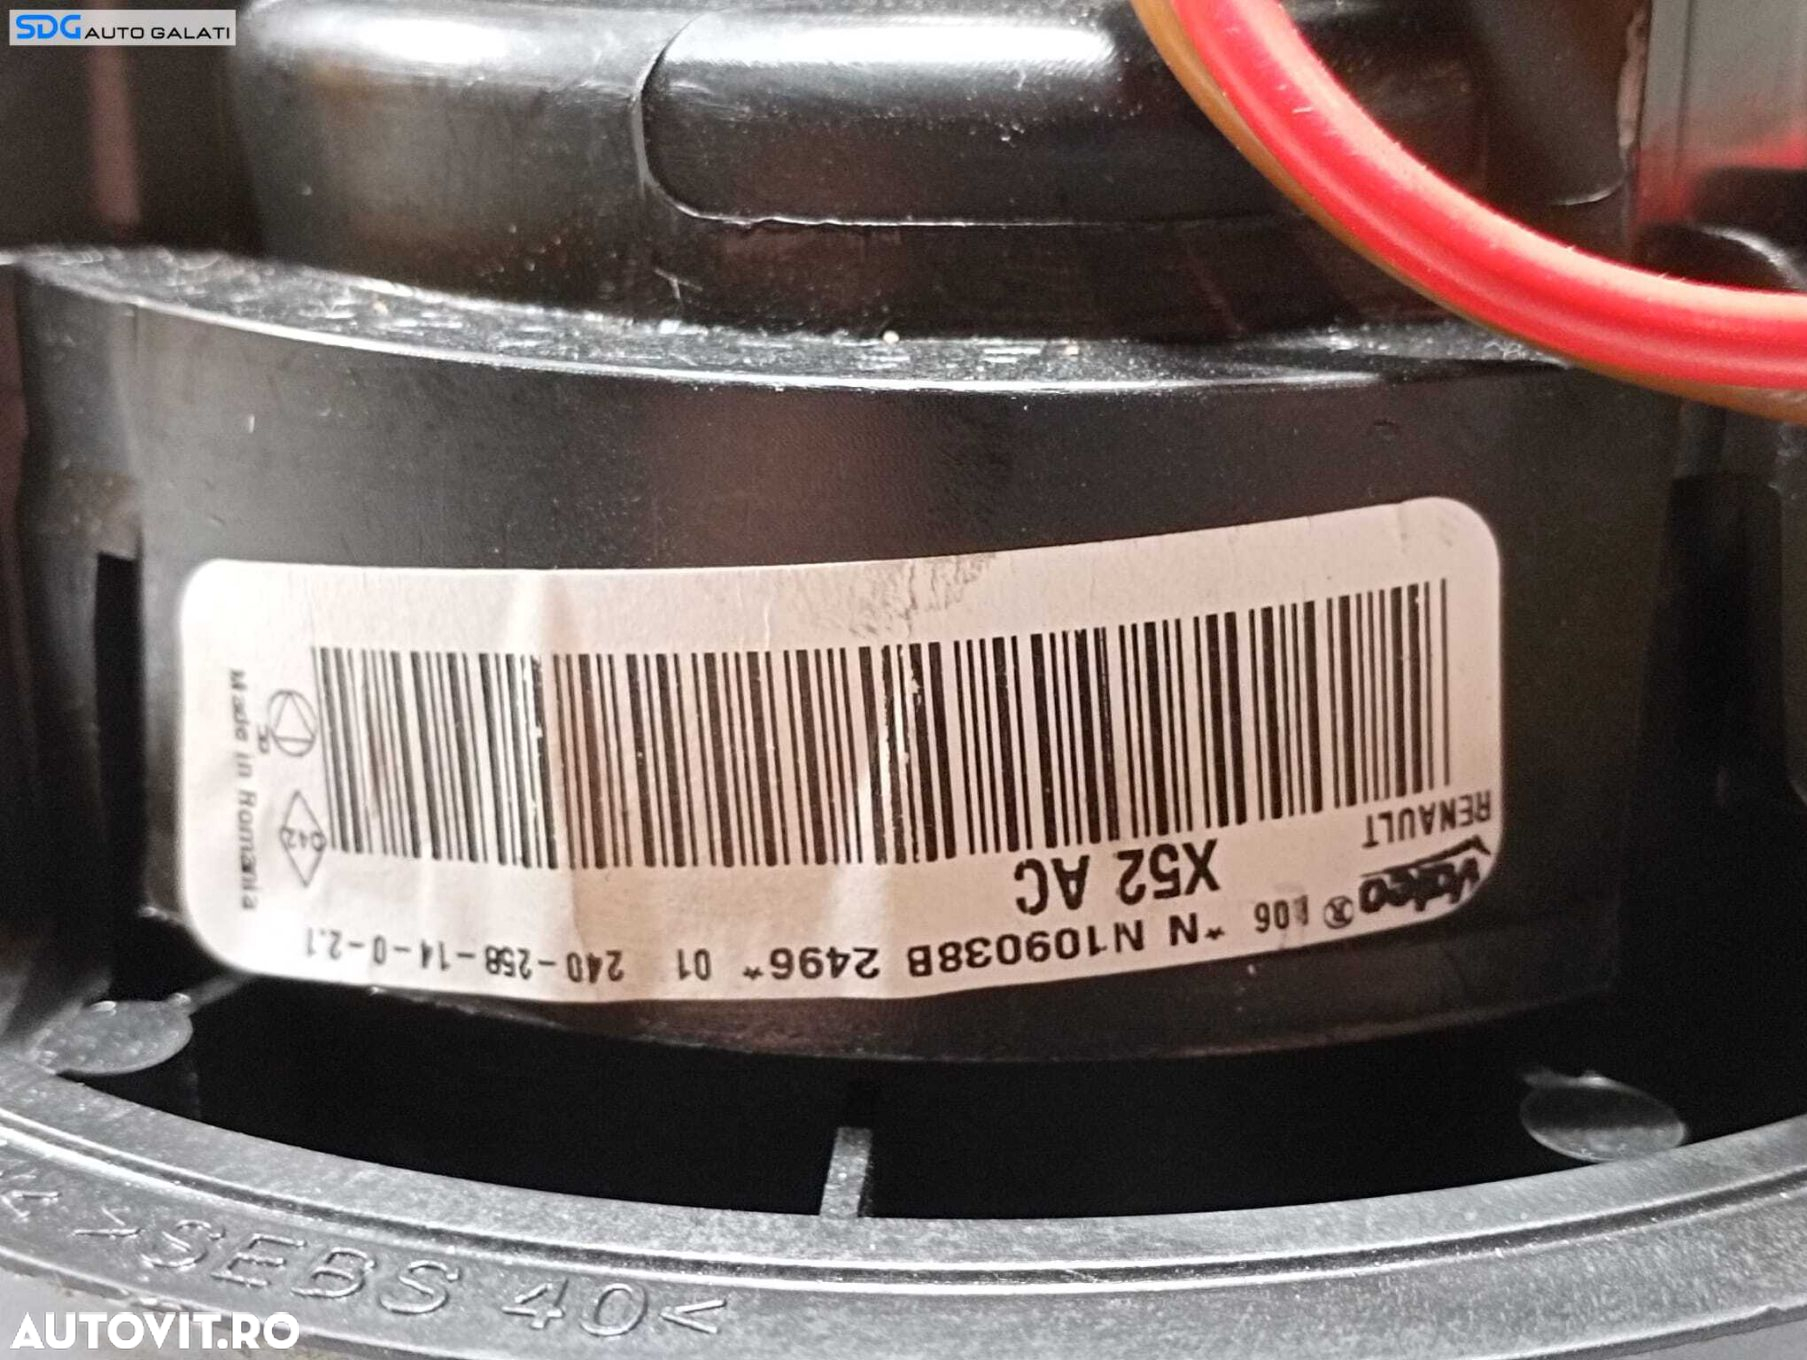 SDG AUTO GALATI
Valeo
RENAULT
X52 AC
*N N109038B 2496* 01 240-258-14-0-2.1
Made in Romania
>SEBS 40<
AUTOVIT.RO